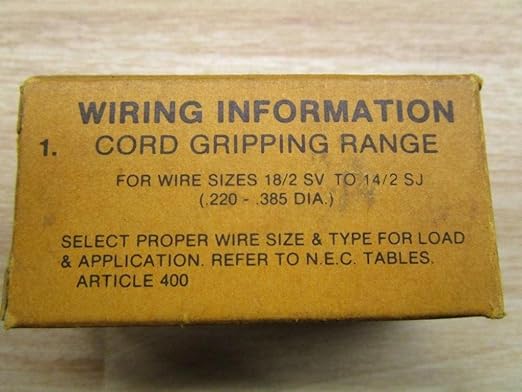 WIRING INFORMATION
1. CORD GRIPPING RANGE
FOR WIRE SIZES 18/2 SV TO 14/2 SJ
(.220 - .385 DIA.)
SELECT PROPER WIRE SIZE & TYPE FOR LOAD
& APPLICATION. REFER TO N.E.C. TABLES.
ARTICLE 400